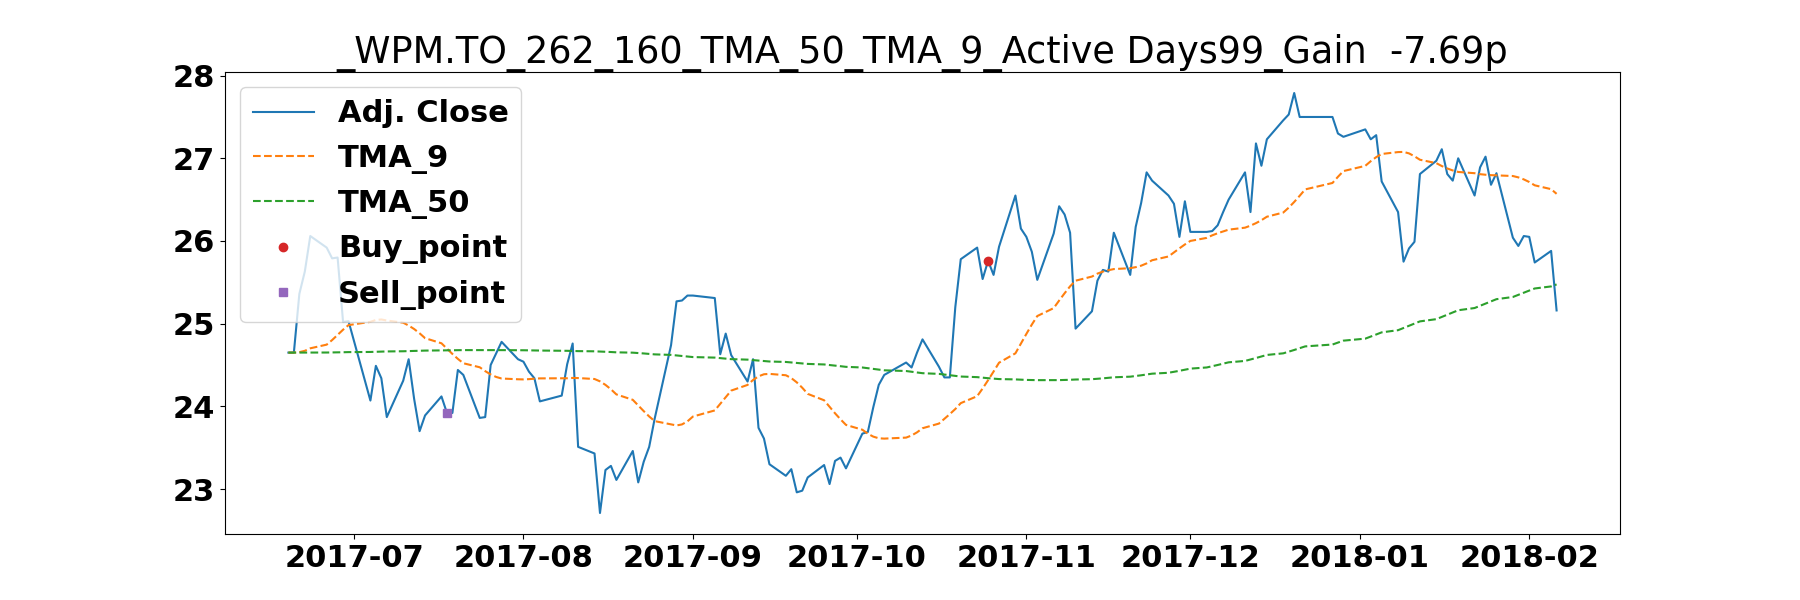 _WPM.TO_262_160_TMA_50_TMA_9_Active Days99_Gain  -7.69p
28
27
26
25
24
23
Adj. Close
TMA_9
TMA_50
Buy_point
Sell_point
2017-07 2017-08 2017-09 2017-10 2017-11 2017-12 2018-01 2018-02